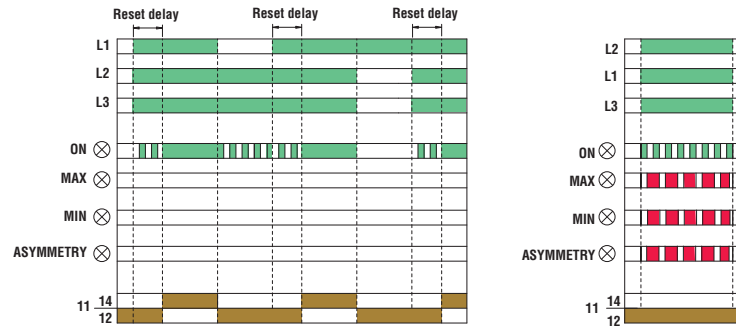 Reset delay Reset delay Reset delay
L1
L2
L3
ON
MAX
MIN
ASYMMETRY
11 14
12
L2
L1
L3
ON
MAX
MIN
ASYMMETRY
11 14
12